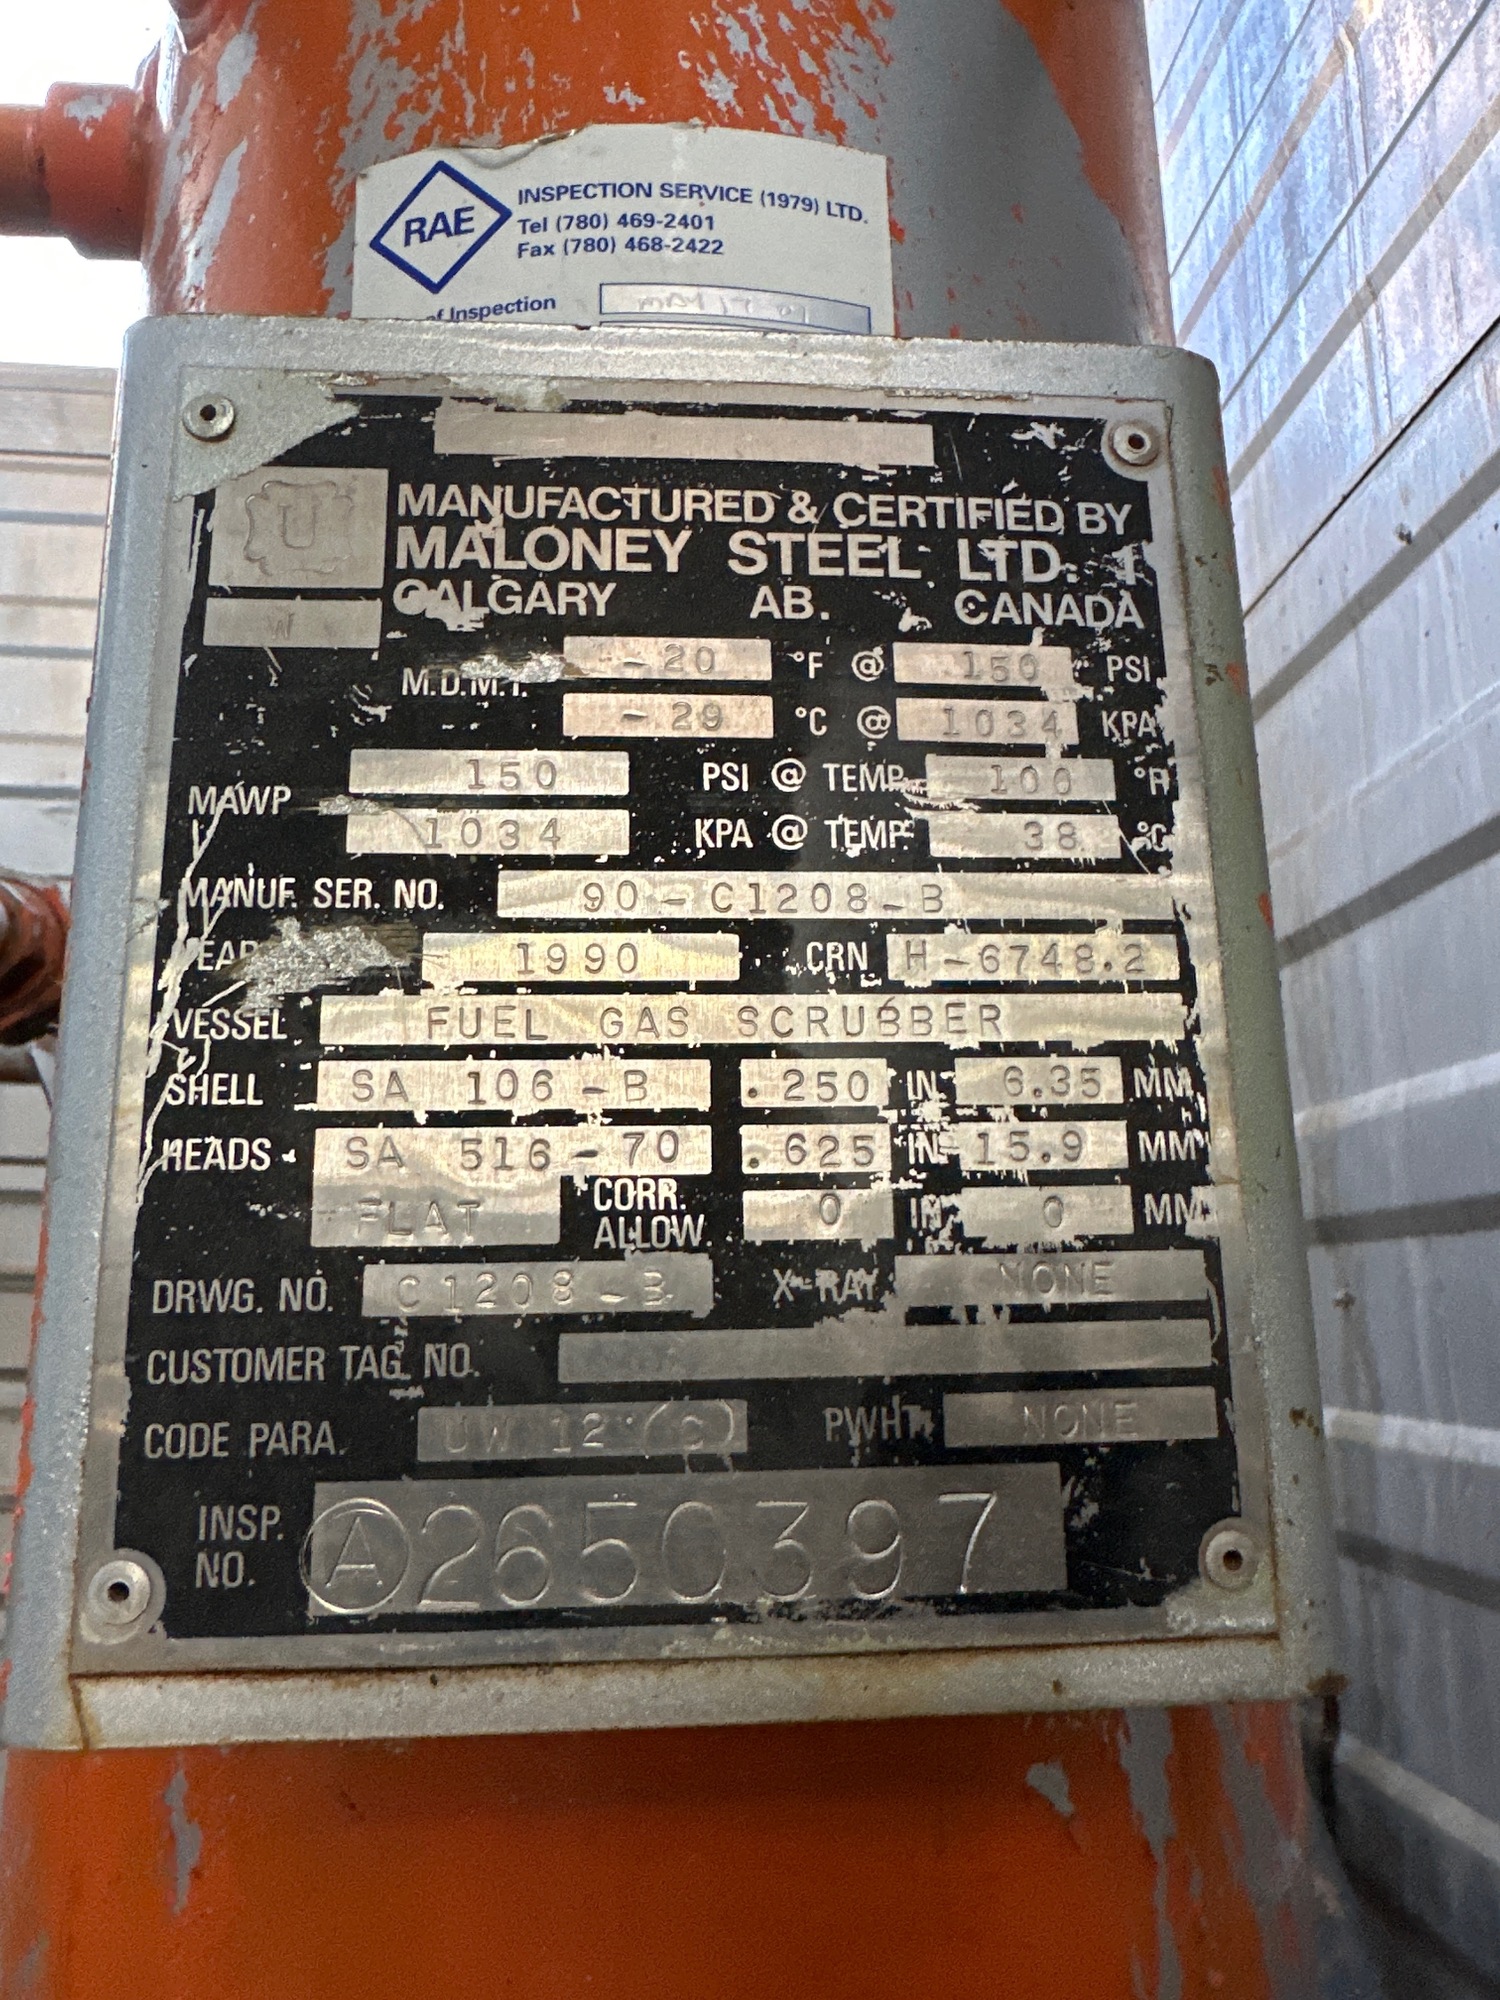 RAE
INSPECTION SERVICE (1979) LTD.
Tel (780) 469-2401
Fax (780) 468-2422
of Inspection
U
W
MANUFACTURED & CERTIFIED BY
MALONEY STEEL LTD.
CALGARY AB. CANADA
M.D.M.T. -20 °F @ 150 PSI
-29 °C @ 1034 KPA
MAWP 150 PSI @ TEMP. 100 °F
1034 KPA @ TEMP. 38 °C
MANUF. SER. NO. 90-C1208-B
YEAR 1990 CRN H-6748.2
VESSEL FUEL GAS SCRUBBER
SHELL SA 106-B .250 IN 6.35 MM
HEADS SA 516-70 .625 IN 15.9 MM
FLAT CORR. ALLOW. 0 IN 0 MM
DRWG. NO. C1208-B X-RAY NONE
CUSTOMER TAG NO.
CODE PARA. UW 12 (C) PWHT NONE
INSP. NO. A 2650397